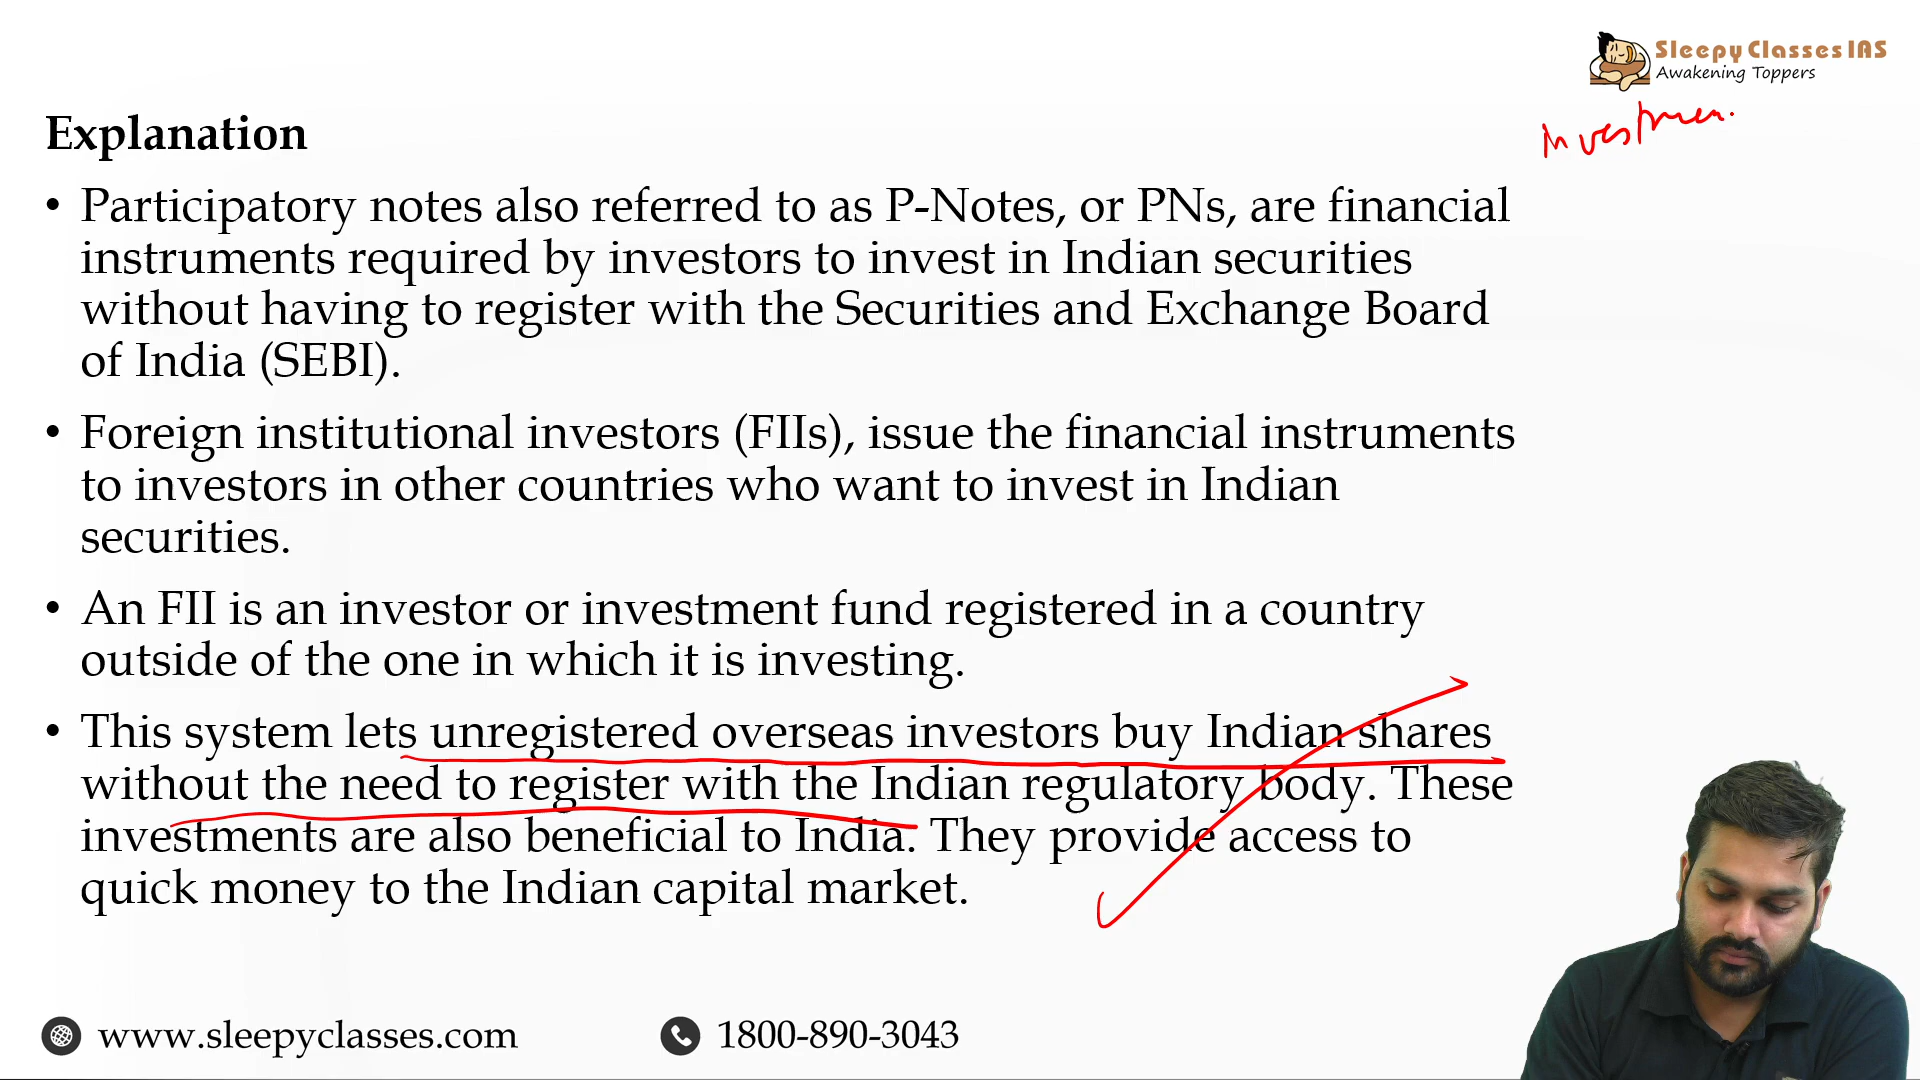 Sleepy Classes IAS
Awakening Toppers
Investmen.
Explanation
• Participatory notes also referred to as P-Notes, or PNs, are financial
instruments required by investors to invest in Indian securities
without having to register with the Securities and Exchange Board
of India (SEBI).
• Foreign institutional investors (FIIs), issue the financial instruments
to investors in other countries who want to invest in Indian
securities.
• An FII is an investor or investment fund registered in a country
outside of the one in which it is investing.
• This system lets unregistered overseas investors buy Indian shares
without the need to register with the Indian regulatory body. These
investments are also beneficial to India. They provide access to
quick money to the Indian capital market.
www.sleepyclasses.com
1800-890-3043